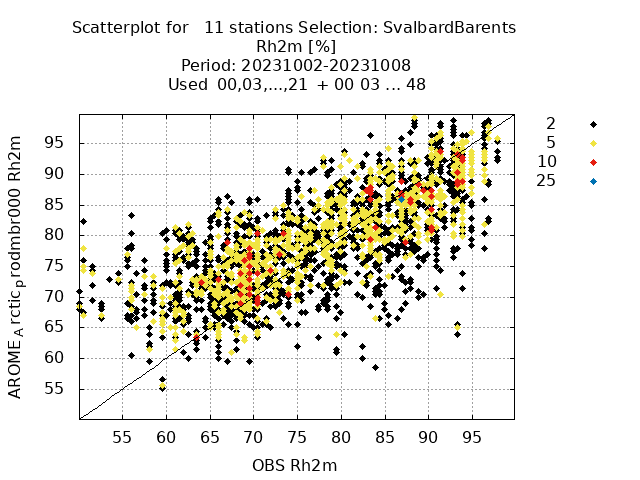 Scatterplot for 11 stations Selection: SvalbardBarents
Rh2m [%]
Period: 20231002-20231008
Used 00,03,...,21 + 00 03 ... 48
2
5
10
25
AROME_Arctic_prodmbr000 Rh2m
95
90
85
80
75
70
65
60
55
55 60 65 70 75 80 85 90 95
OBS Rh2m